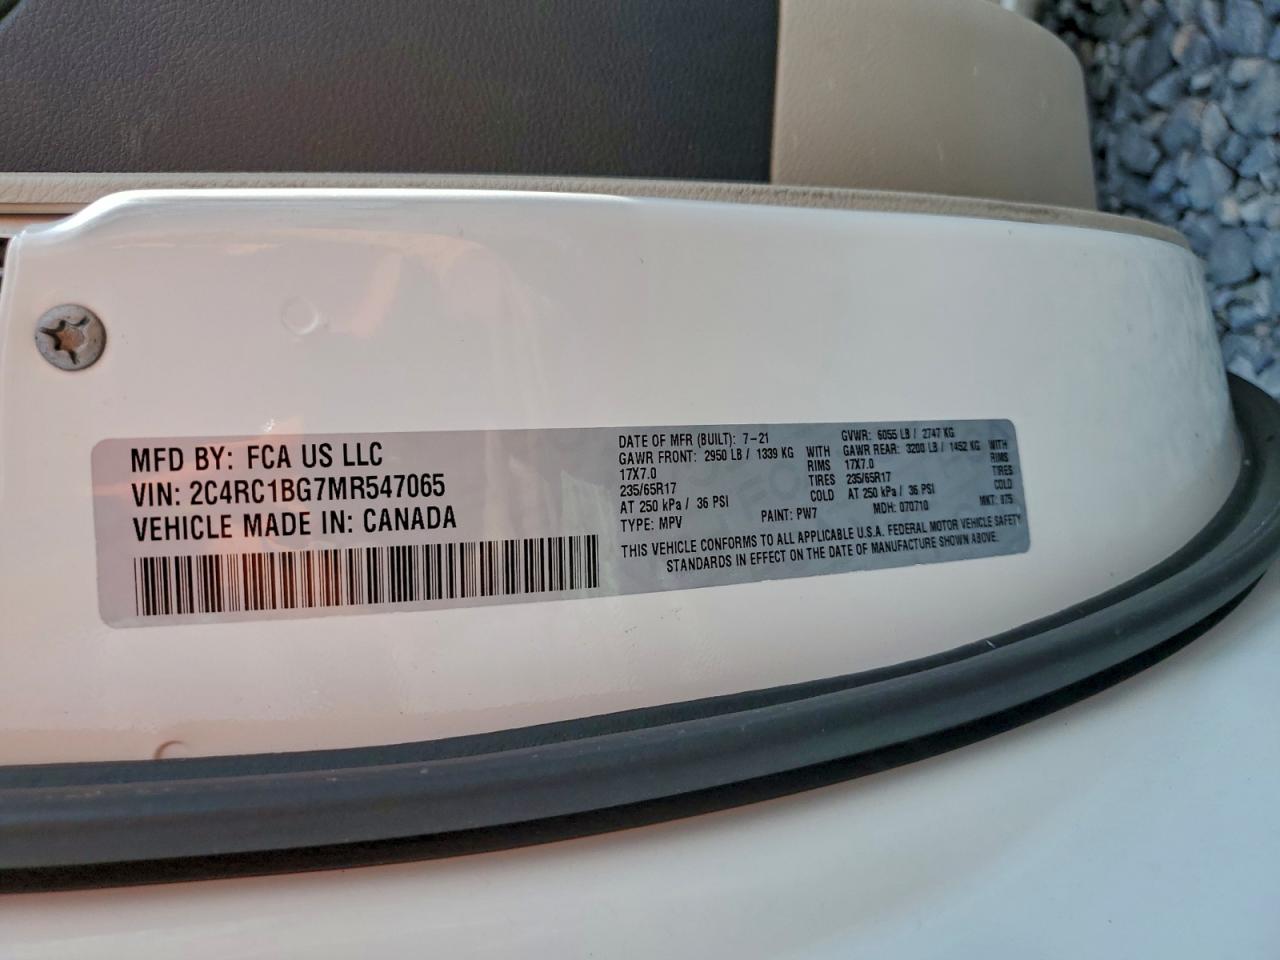 MFD BY: FCA US LLC
VIN: 2C4RC1BG7MR547065
VEHICLE MADE IN: CANADA
DATE OF MFR (BUILT): 7-21 GVWR: 6055 LB / 2747 KG
GAWR FRONT: 2950 LB / 1339 KG WITH GAWR REAR: 3200 LB / 1452 KG WITH
17X7.0 RIMS 17X7.0 RIMS
235/65R17 TIRES 235/65R17 TIRES
AT 250 kPa / 36 PSI COLD AT 250 kPa / 36 PSI COLD
TYPE: MPV PAINT: PW7 MDH: 070710 MKT: 875
THIS VEHICLE CONFORMS TO ALL APPLICABLE U.S.A. FEDERAL MOTOR VEHICLE SAFETY
STANDARDS IN EFFECT ON THE DATE OF MANUFACTURE SHOWN ABOVE.